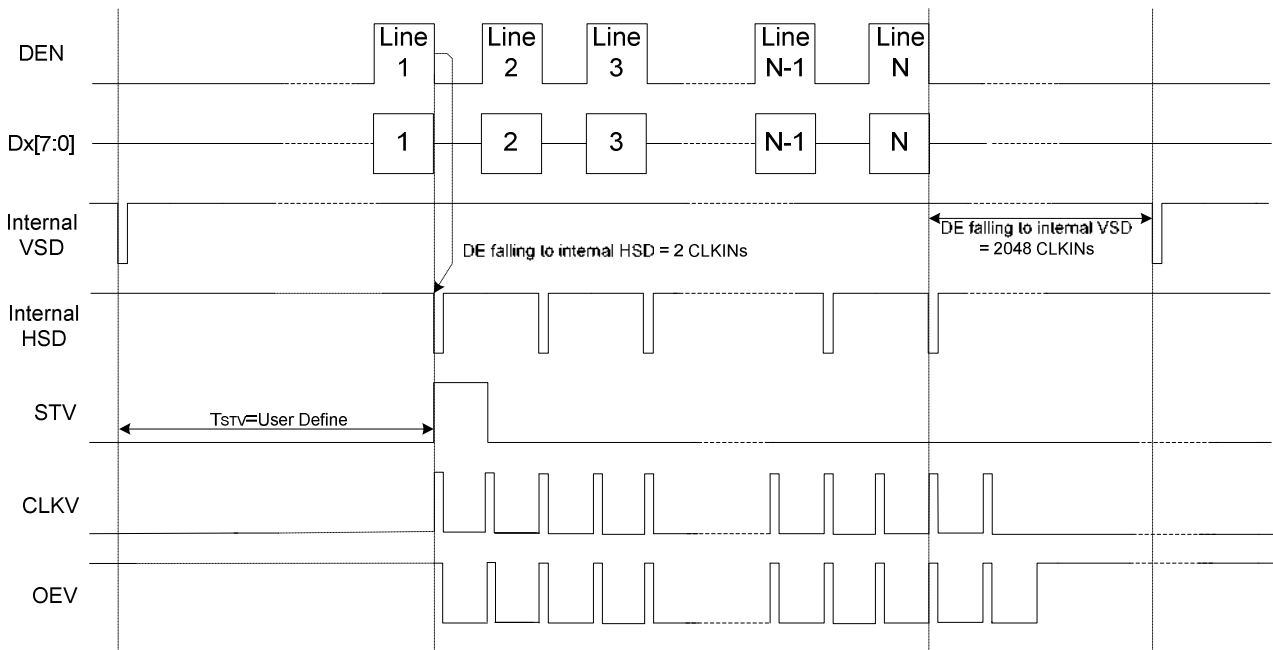 DEN
Line
1
Line
2
Line
3
Line
N-1
Line
N
Dx[7:0]
1
2
3
N-1
N
Internal
VSD
DE falling to internal HSD = 2 CLKINs
DE falling to internal VSD
= 2048 CLKINs
Internal
HSD
STV
TSTV=User Define
CLKV
OEV